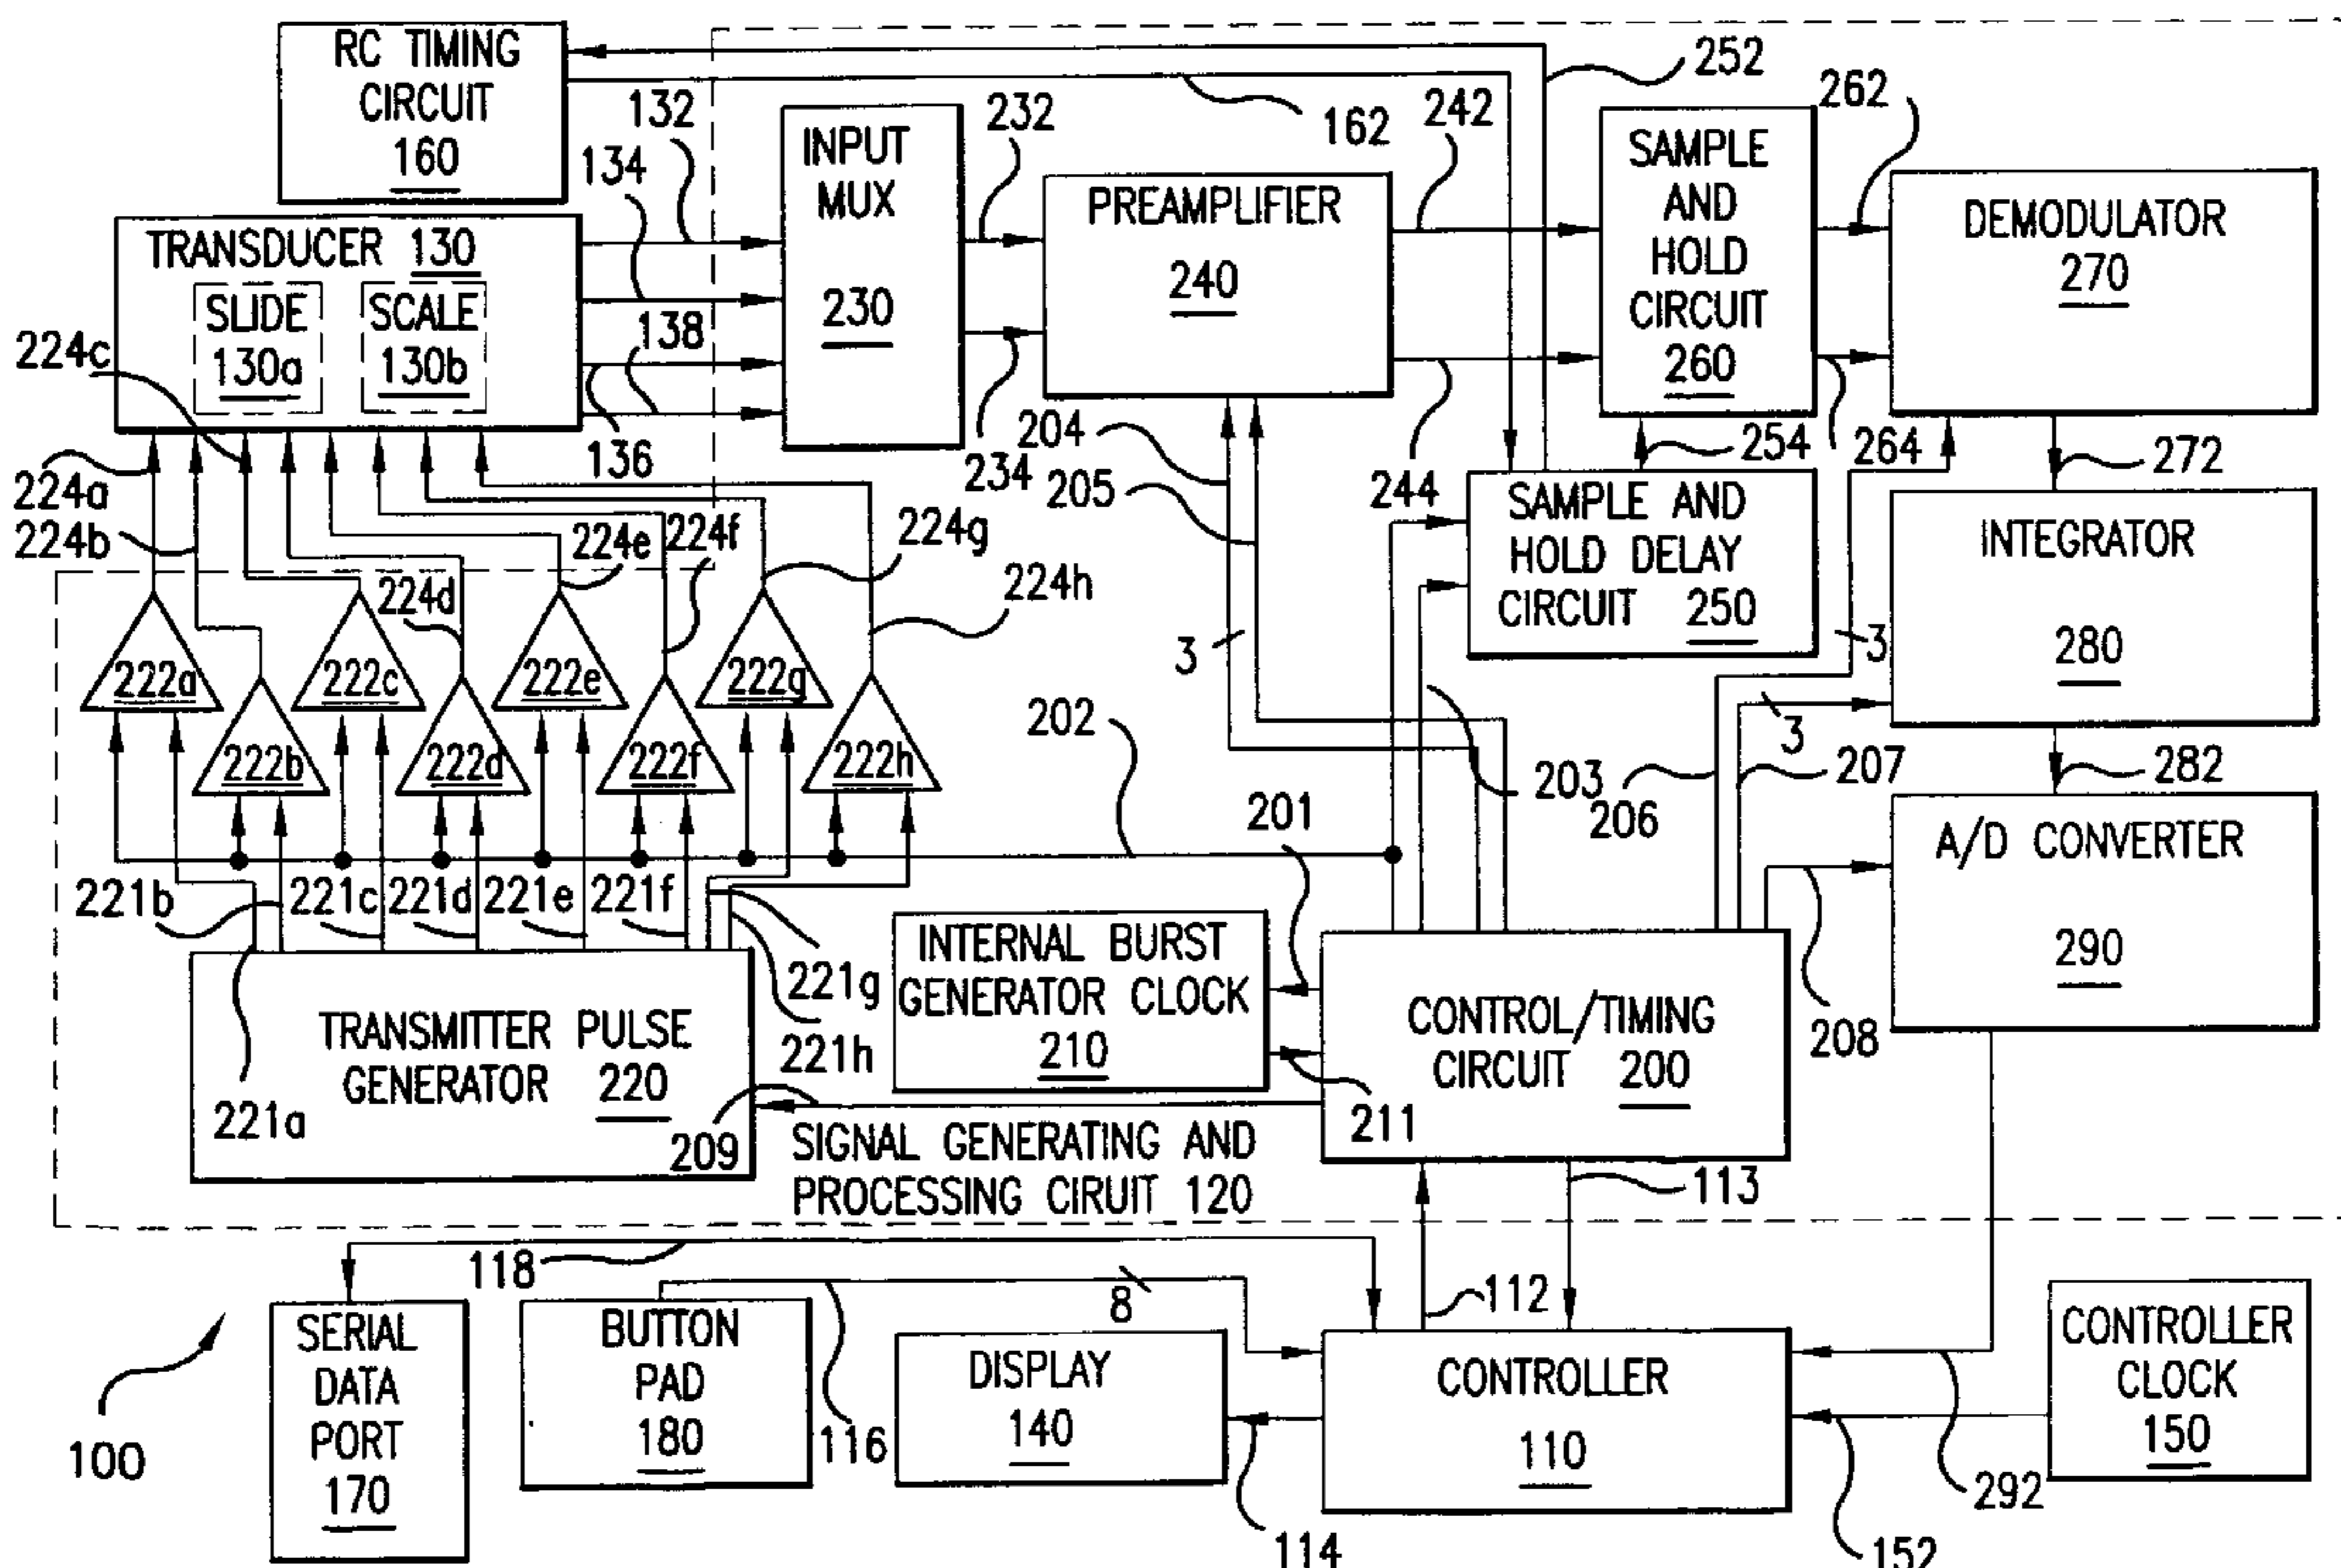 RC TIMING
CIRCUIT
160
252
262
132
134
162
242
232
INPUT
MUX
230
PREAMPLIFIER
240
SAMPLE
AND
HOLD
CIRCUIT
260
DEMODULATOR
270
TRANSDUCER 130
SLIDE
130a
SCALE
130b
138
136
234
204
205
244
254
264
272
224c
224a
224b
224d
224e
224f
224g
224h
SAMPLE AND
HOLD DELAY
CIRCUIT 250
INTEGRATOR
280
3
3
3
222a
222b
222c
222d
222e
222f
222g
222h
202
201
203
206
207
282
A/D CONVERTER
290
208
221b
221c
221d
221e
221f
221g
221h
221a
TRANSMITTER PULSE
GENERATOR 220
INTERNAL BURST
GENERATOR CLOCK
210
CONTROL/TIMING
CIRCUIT 200
209
211
SIGNAL GENERATING AND
PROCESSING CIRUIT 120
113
118
8
112
100
SERIAL
DATA
PORT
170
BUTTON
PAD
180
116
DISPLAY
140
114
CONTROLLER
110
CONTROLLER
CLOCK
150
292
152